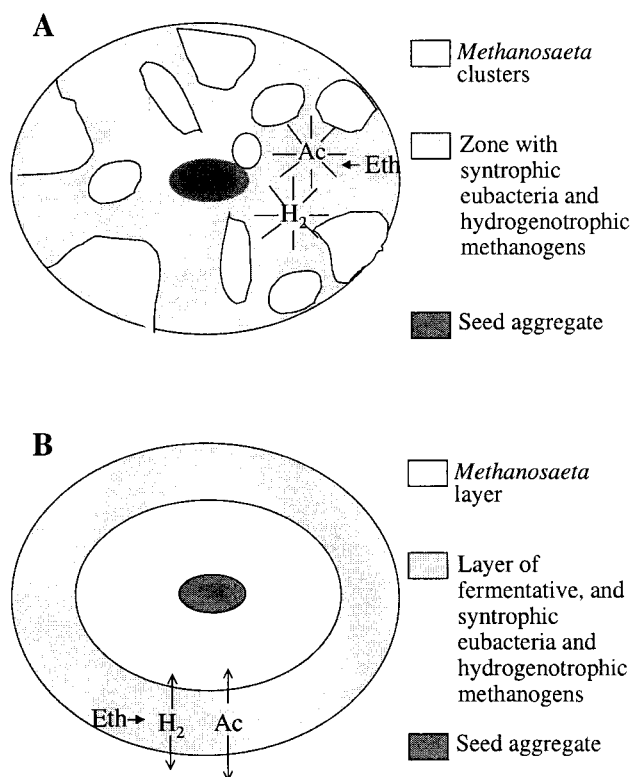 A
Methanosaeta
clusters
Ac
Eth
H2
Zone with
syntrophic
eubacteria and
hydrogenotrophic
methanogens
Seed aggregate
B
Methanosaeta
layer
Layer of
fermentative, and
syntrophic
eubacteria and
hydrogenotrophic
methanogens
Eth H2 Ac
Seed aggregate